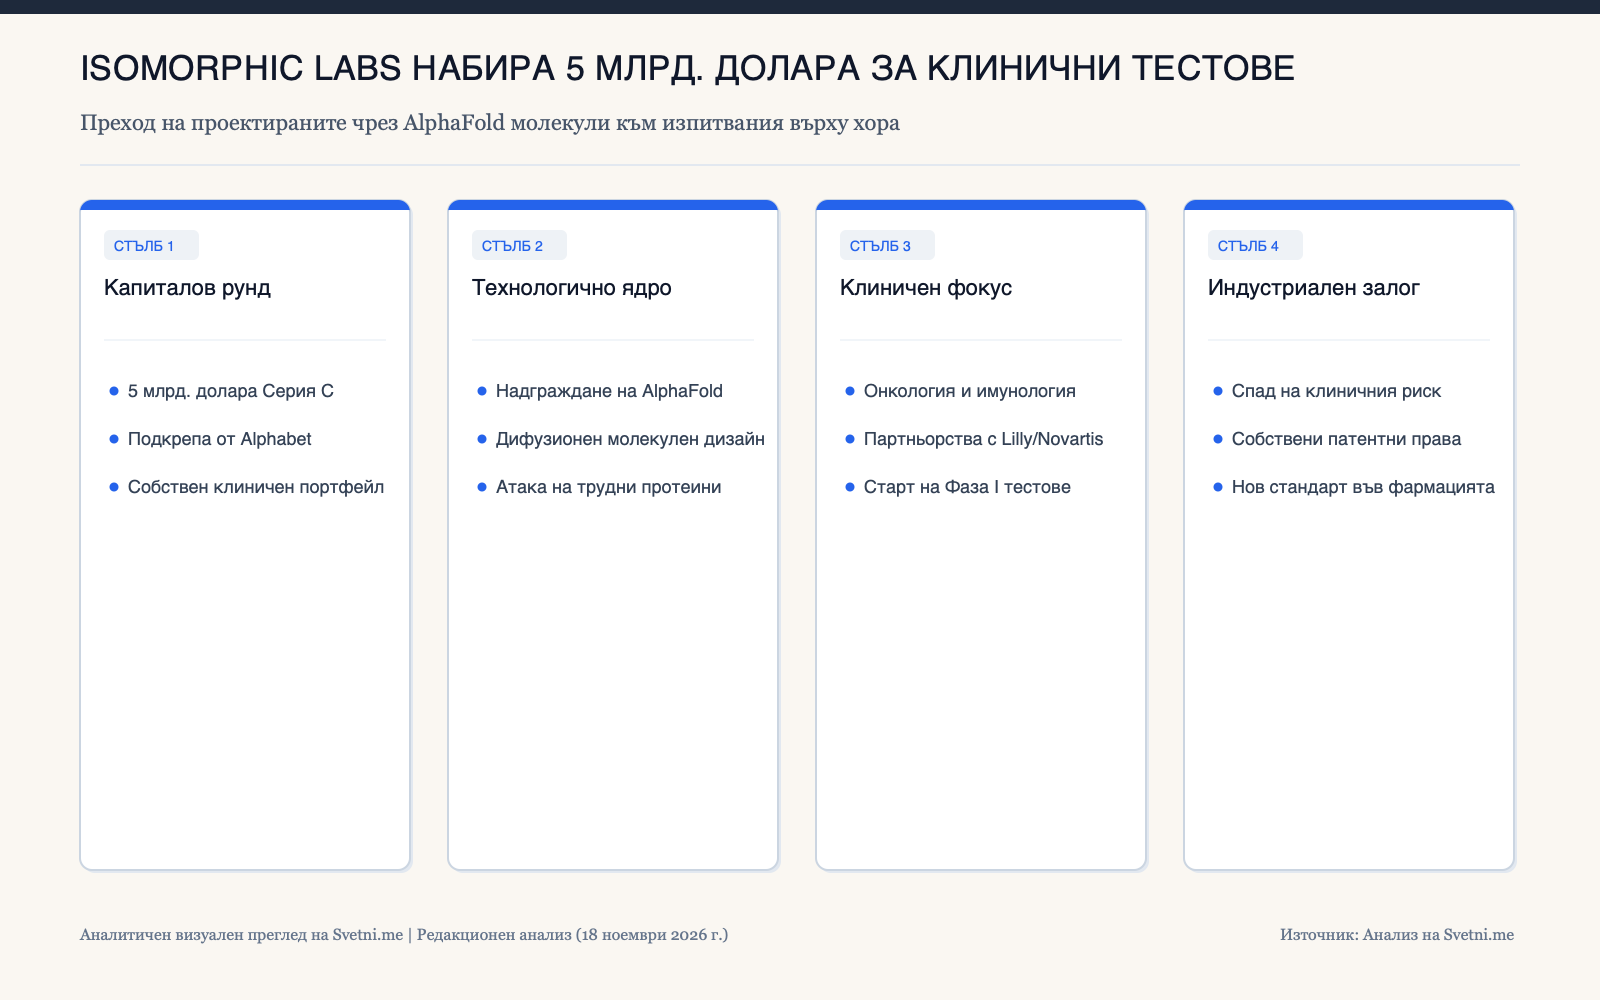 ISOMORPHIC LABS НАБИРА 5 МЛРД. ДОЛАРА ЗА КЛИНИЧНИ ТЕСТОВЕ
Преход на проектираните чрез AlphaFold молекули към изпитвания върху хора
СТЪЛБ 1
Капиталов рунд
5 млрд. долара Серия C
Подкрепа от Alphabet
Собствен клиничен портфейл
СТЪЛБ 2
Технологично ядро
Надграждане на AlphaFold
Дифузионен молекулен дизайн
Атака на трудни протеини
СТЪЛБ 3
Клиничен фокус
Онкология и имунология
Партньорства с Lilly/Novartis
Старт на Фаза I тестове
СТЪЛБ 4
Индустриален залог
Спад на клиничния риск
Собствени патентни права
Нов стандарт във фармацията
Аналитичен визуален преглед на Svetni.me | Редакционен анализ (18 ноември 2026 г.)
Източник: Анализ на Svetni.me